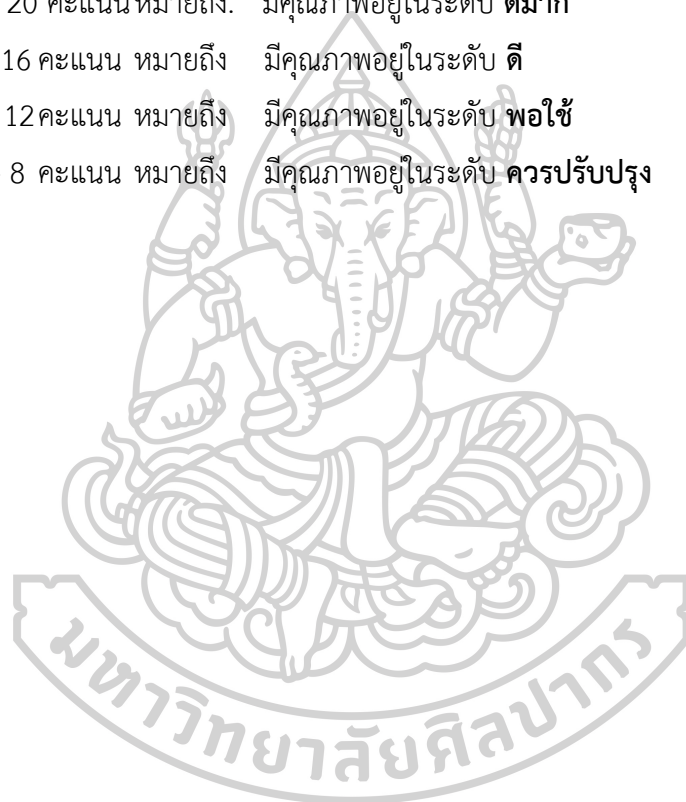 20 คะแนน หมายถึง. มีคุณภาพอยู่ในระดับ ดีมาก
16 คะแนน หมายถึง มีคุณภาพอยู่ในระดับ ดี
12คะแนน หมายถึง มีคุณภาพอยู่ในระดับ พอใช้
8 คะแนน หมายถึง มีคุณภาพอยู่ในระดับ ควรปรับปรุง
มหาวิทยาลัยศิลปากร